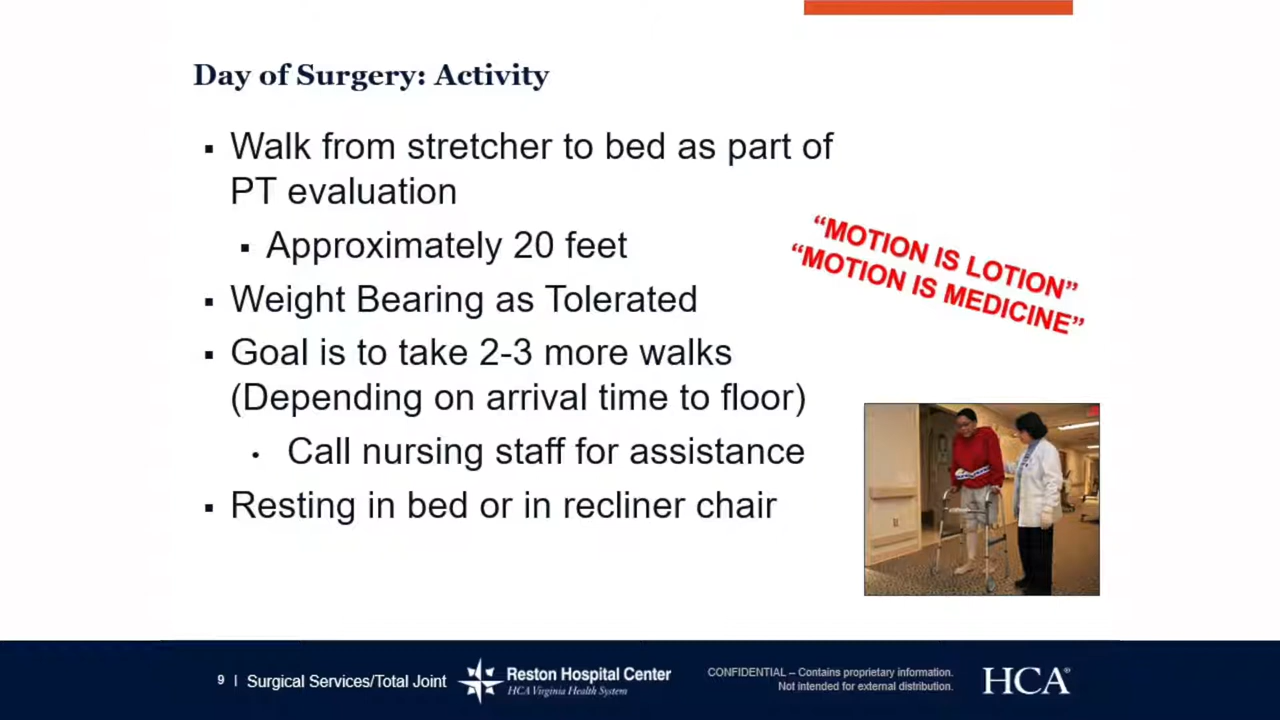 Day of Surgery: Activity
▪ Walk from stretcher to bed as part of
PT evaluation
▪ Approximately 20 feet
▪ Weight Bearing as Tolerated
▪ Goal is to take 2-3 more walks
(Depending on arrival time to floor)
• Call nursing staff for assistance
▪ Resting in bed or in recliner chair
“MOTION IS LOTION”
“MOTION IS MEDICINE”
9 | Surgical Services/Total Joint
Reston Hospital Center
HCA Virginia Health System
CONFIDENTIAL – Contains proprietary information.
Not intended for external distribution.
HCA®